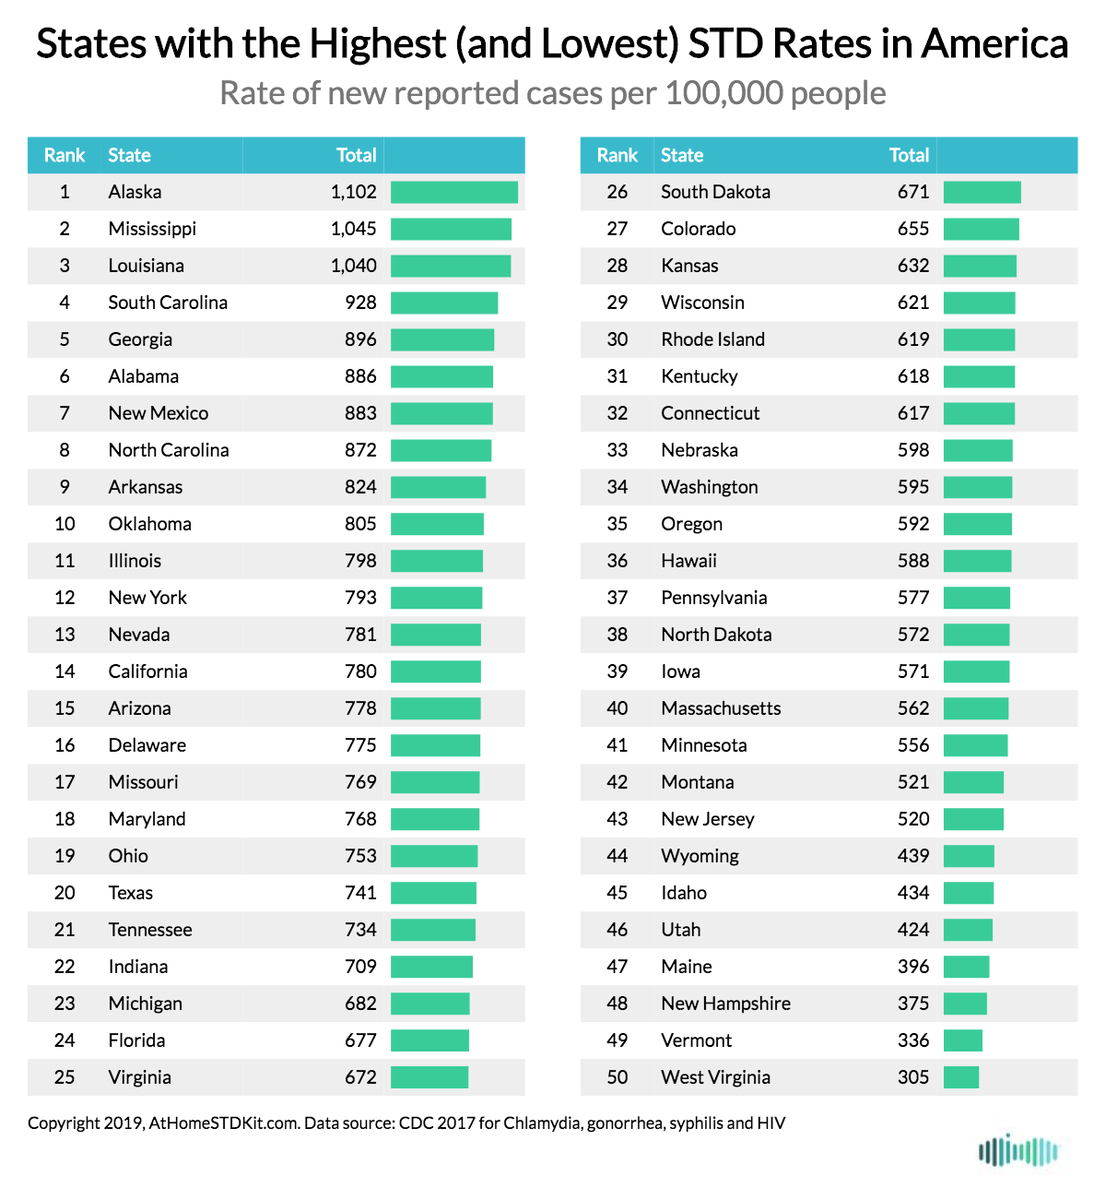 States with the Highest (and Lowest) STD Rates in America
Rate of new reported cases per 100,000 people
Rank State Total
1 Alaska 1,102
2 Mississippi 1,045
3 Louisiana 1,040
4 South Carolina 928
5 Georgia 896
6 Alabama 886
7 New Mexico 883
8 North Carolina 872
9 Arkansas 824
10 Oklahoma 805
11 Illinois 798
12 New York 793
13 Nevada 781
14 California 780
15 Arizona 778
16 Delaware 775
17 Missouri 769
18 Maryland 768
19 Ohio 753
20 Texas 741
21 Tennessee 734
22 Indiana 709
23 Michigan 682
24 Florida 677
25 Virginia 672
Rank State Total
26 South Dakota 671
27 Colorado 655
28 Kansas 632
29 Wisconsin 621
30 Rhode Island 619
31 Kentucky 618
32 Connecticut 617
33 Nebraska 598
34 Washington 595
35 Oregon 592
36 Hawaii 588
37 Pennsylvania 577
38 North Dakota 572
39 Iowa 571
40 Massachusetts 562
41 Minnesota 556
42 Montana 521
43 New Jersey 520
44 Wyoming 439
45 Idaho 434
46 Utah 424
47 Maine 396
48 New Hampshire 375
49 Vermont 336
50 West Virginia 305
Copyright 2019, AtHomeSTDKit.com. Data source: CDC 2017 for Chlamydia, gonorrhea, syphilis and HIV